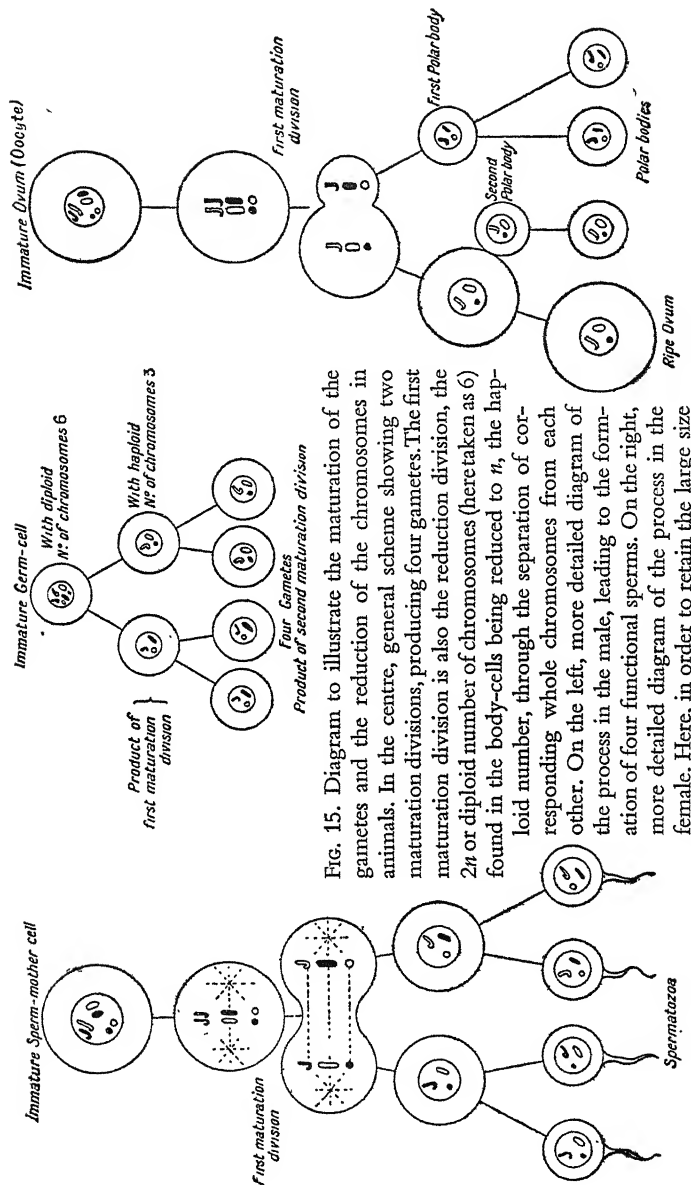 Immature Sperm-mother cell
First maturation
division
Spermatozoa
Immature Germ-cell
With diploid
Nº. of chromosomes 6
Product of
first maturation }
division
With haploid
Nº. of chromosomes 3
Four Gametes
Product of second maturation division
Immature Ovum (Oocyte)
First maturation
division
First Polar body
Second
Polar body
Polar bodies
Ripe Ovum
FIG. 15. Diagram to illustrate the maturation of the
gametes and the reduction of the chromosomes in
animals. In the centre, general scheme showing two
maturation divisions, producing four gametes. The first
maturation division is also the reduction division, the
2n or diploid number of chromosomes (here taken as 6)
found in the body-cells being reduced to n, the hap-
loid number, through the separation of cor-
responding whole chromosomes from each
other. On the left, more detailed diagram of
the process in the male, leading to the form-
ation of four functional sperms. On the right,
more detailed diagram of the process in the
female. Here, in order to retain the large size